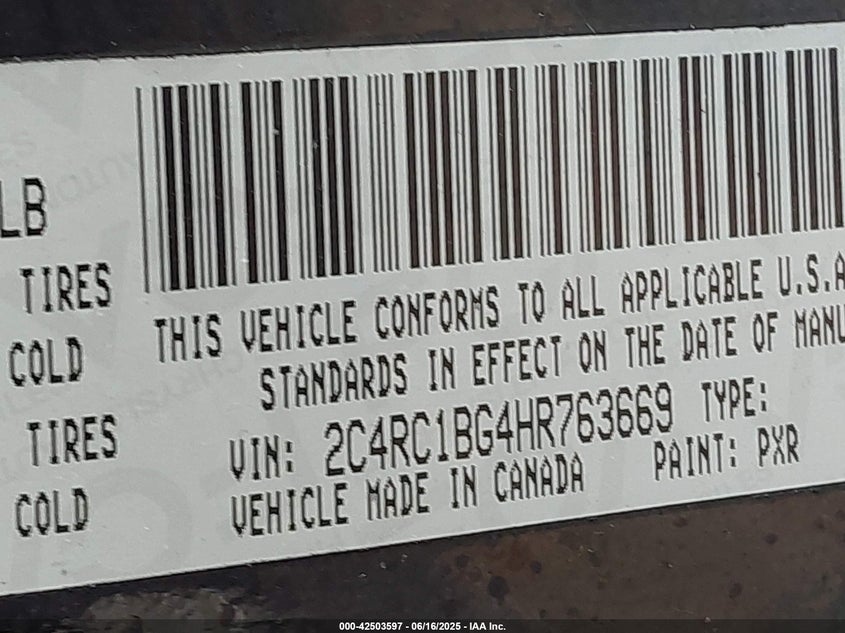 LB
THIS VEHICLE CONFORMS TO ALL APPLICABLE U.S.A
TIRES
STANDARDS IN EFFECT ON THE DATE OF MANU
COLD
VIN: 2C4RC1BG4HR763669 TYPE:
TIRES
VEHICLE MADE IN CANADA PAINT: PXR
COLD
000-42503597 - 06/16/2025 - IAA Inc.